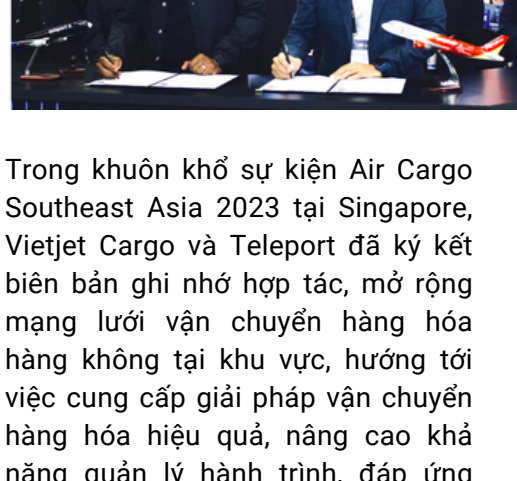 Trong khuôn khổ sự kiện Air Cargo
Southeast Asia 2023 tại Singapore,
Vietjet Cargo và Teleport đã ký kết
biên bản ghi nhớ hợp tác, mở rộng
mạng lưới vận chuyển hàng hóa
hàng không tại khu vực, hướng tới
việc cung cấp giải pháp vận chuyển
hàng hóa hiệu quả, nâng cao khả
năng quản lý hành trình, đáp ứng